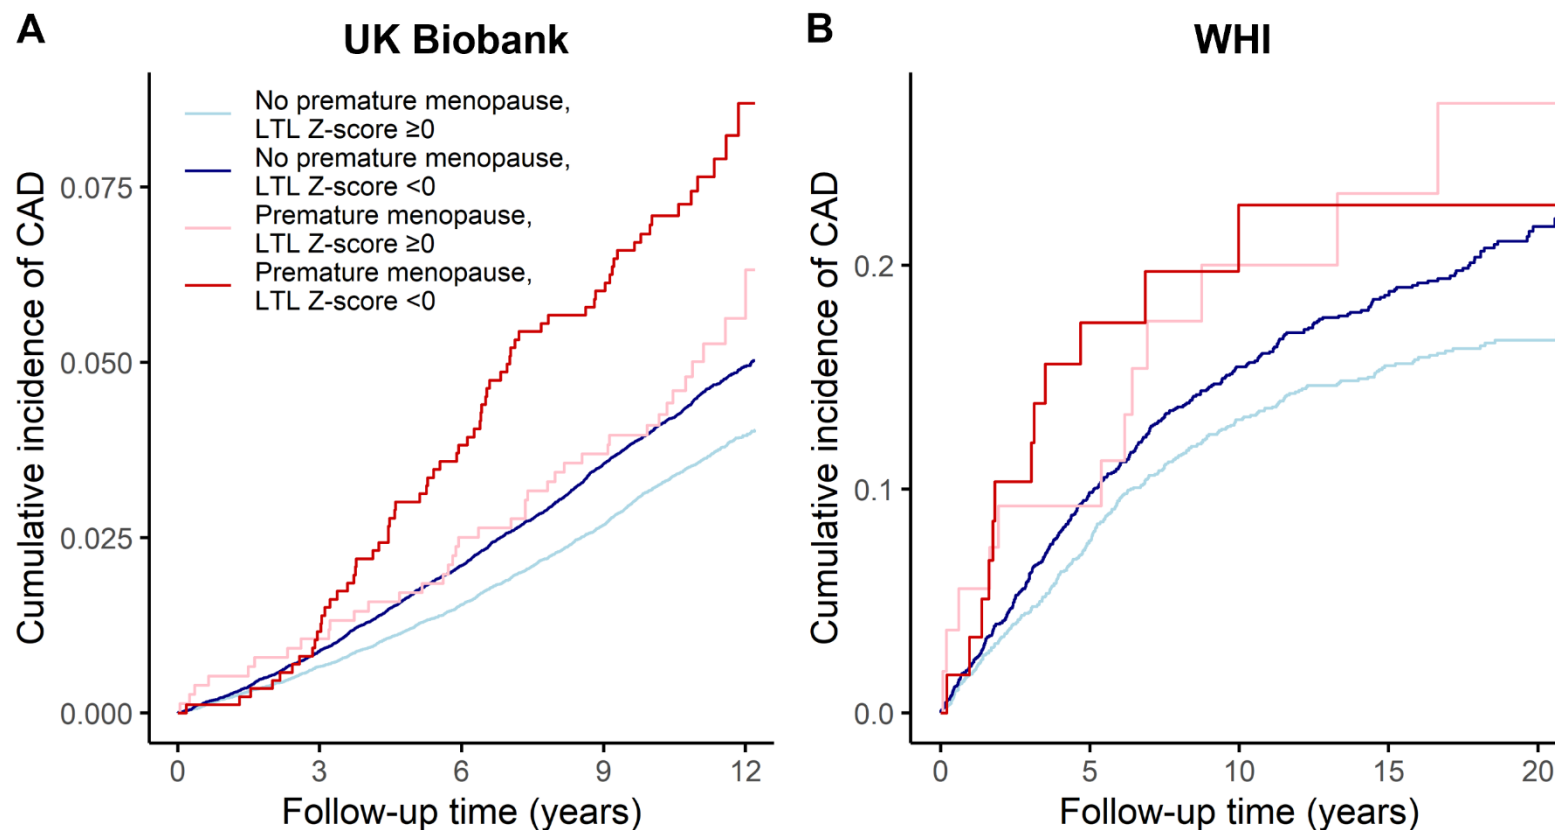 A
UK Biobank
No premature menopause,
LTL Z-score ≥0
No premature menopause,
LTL Z-score <0
Premature menopause,
LTL Z-score ≥0
Premature menopause,
LTL Z-score <0
Cumulative incidence of CAD
0.075
0.050
0.025
0.000
0 3 6 9 12
Follow-up time (years)
B
WHI
Cumulative incidence of CAD
0.2
0.1
0.0
0 5 10 15 20
Follow-up time (years)